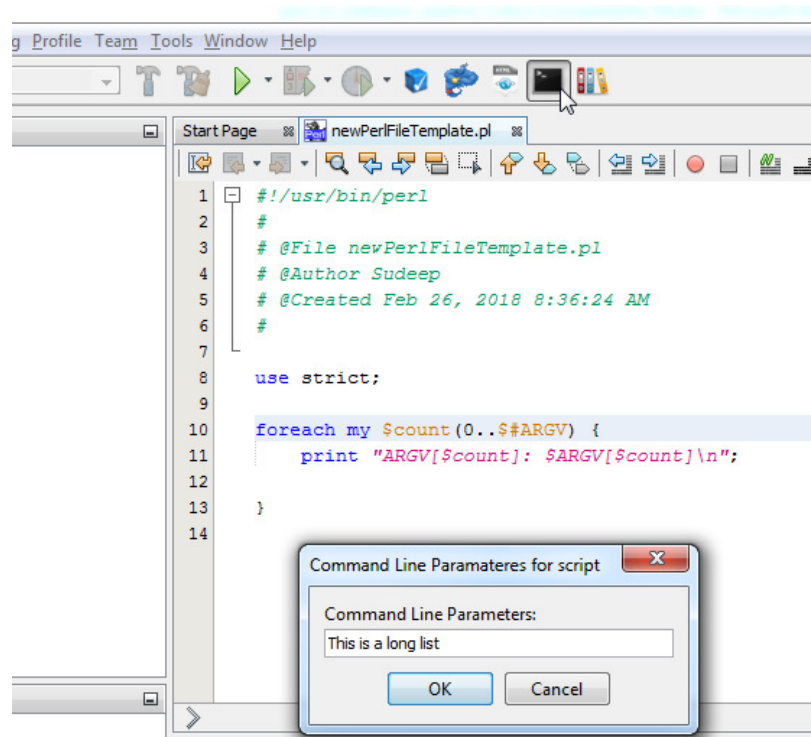 g Profile Team Tools Window Help
Start Page newPerlFileTemplate.pl
1 #!/usr/bin/perl
2 #
3 # @File newPerlFileTemplate.pl
4 # @Author Sudeep
5 # @Created Feb 26, 2018 8:36:24 AM
6 #
7
8 use strict;
9
10 foreach my $count(0..$#ARGV) {
11 print "ARGV[$count]: $ARGV[$count]\n";
12
13 }
14
Command Line Paramateres for script
Command Line Parameters:
This is a long list
OK Cancel